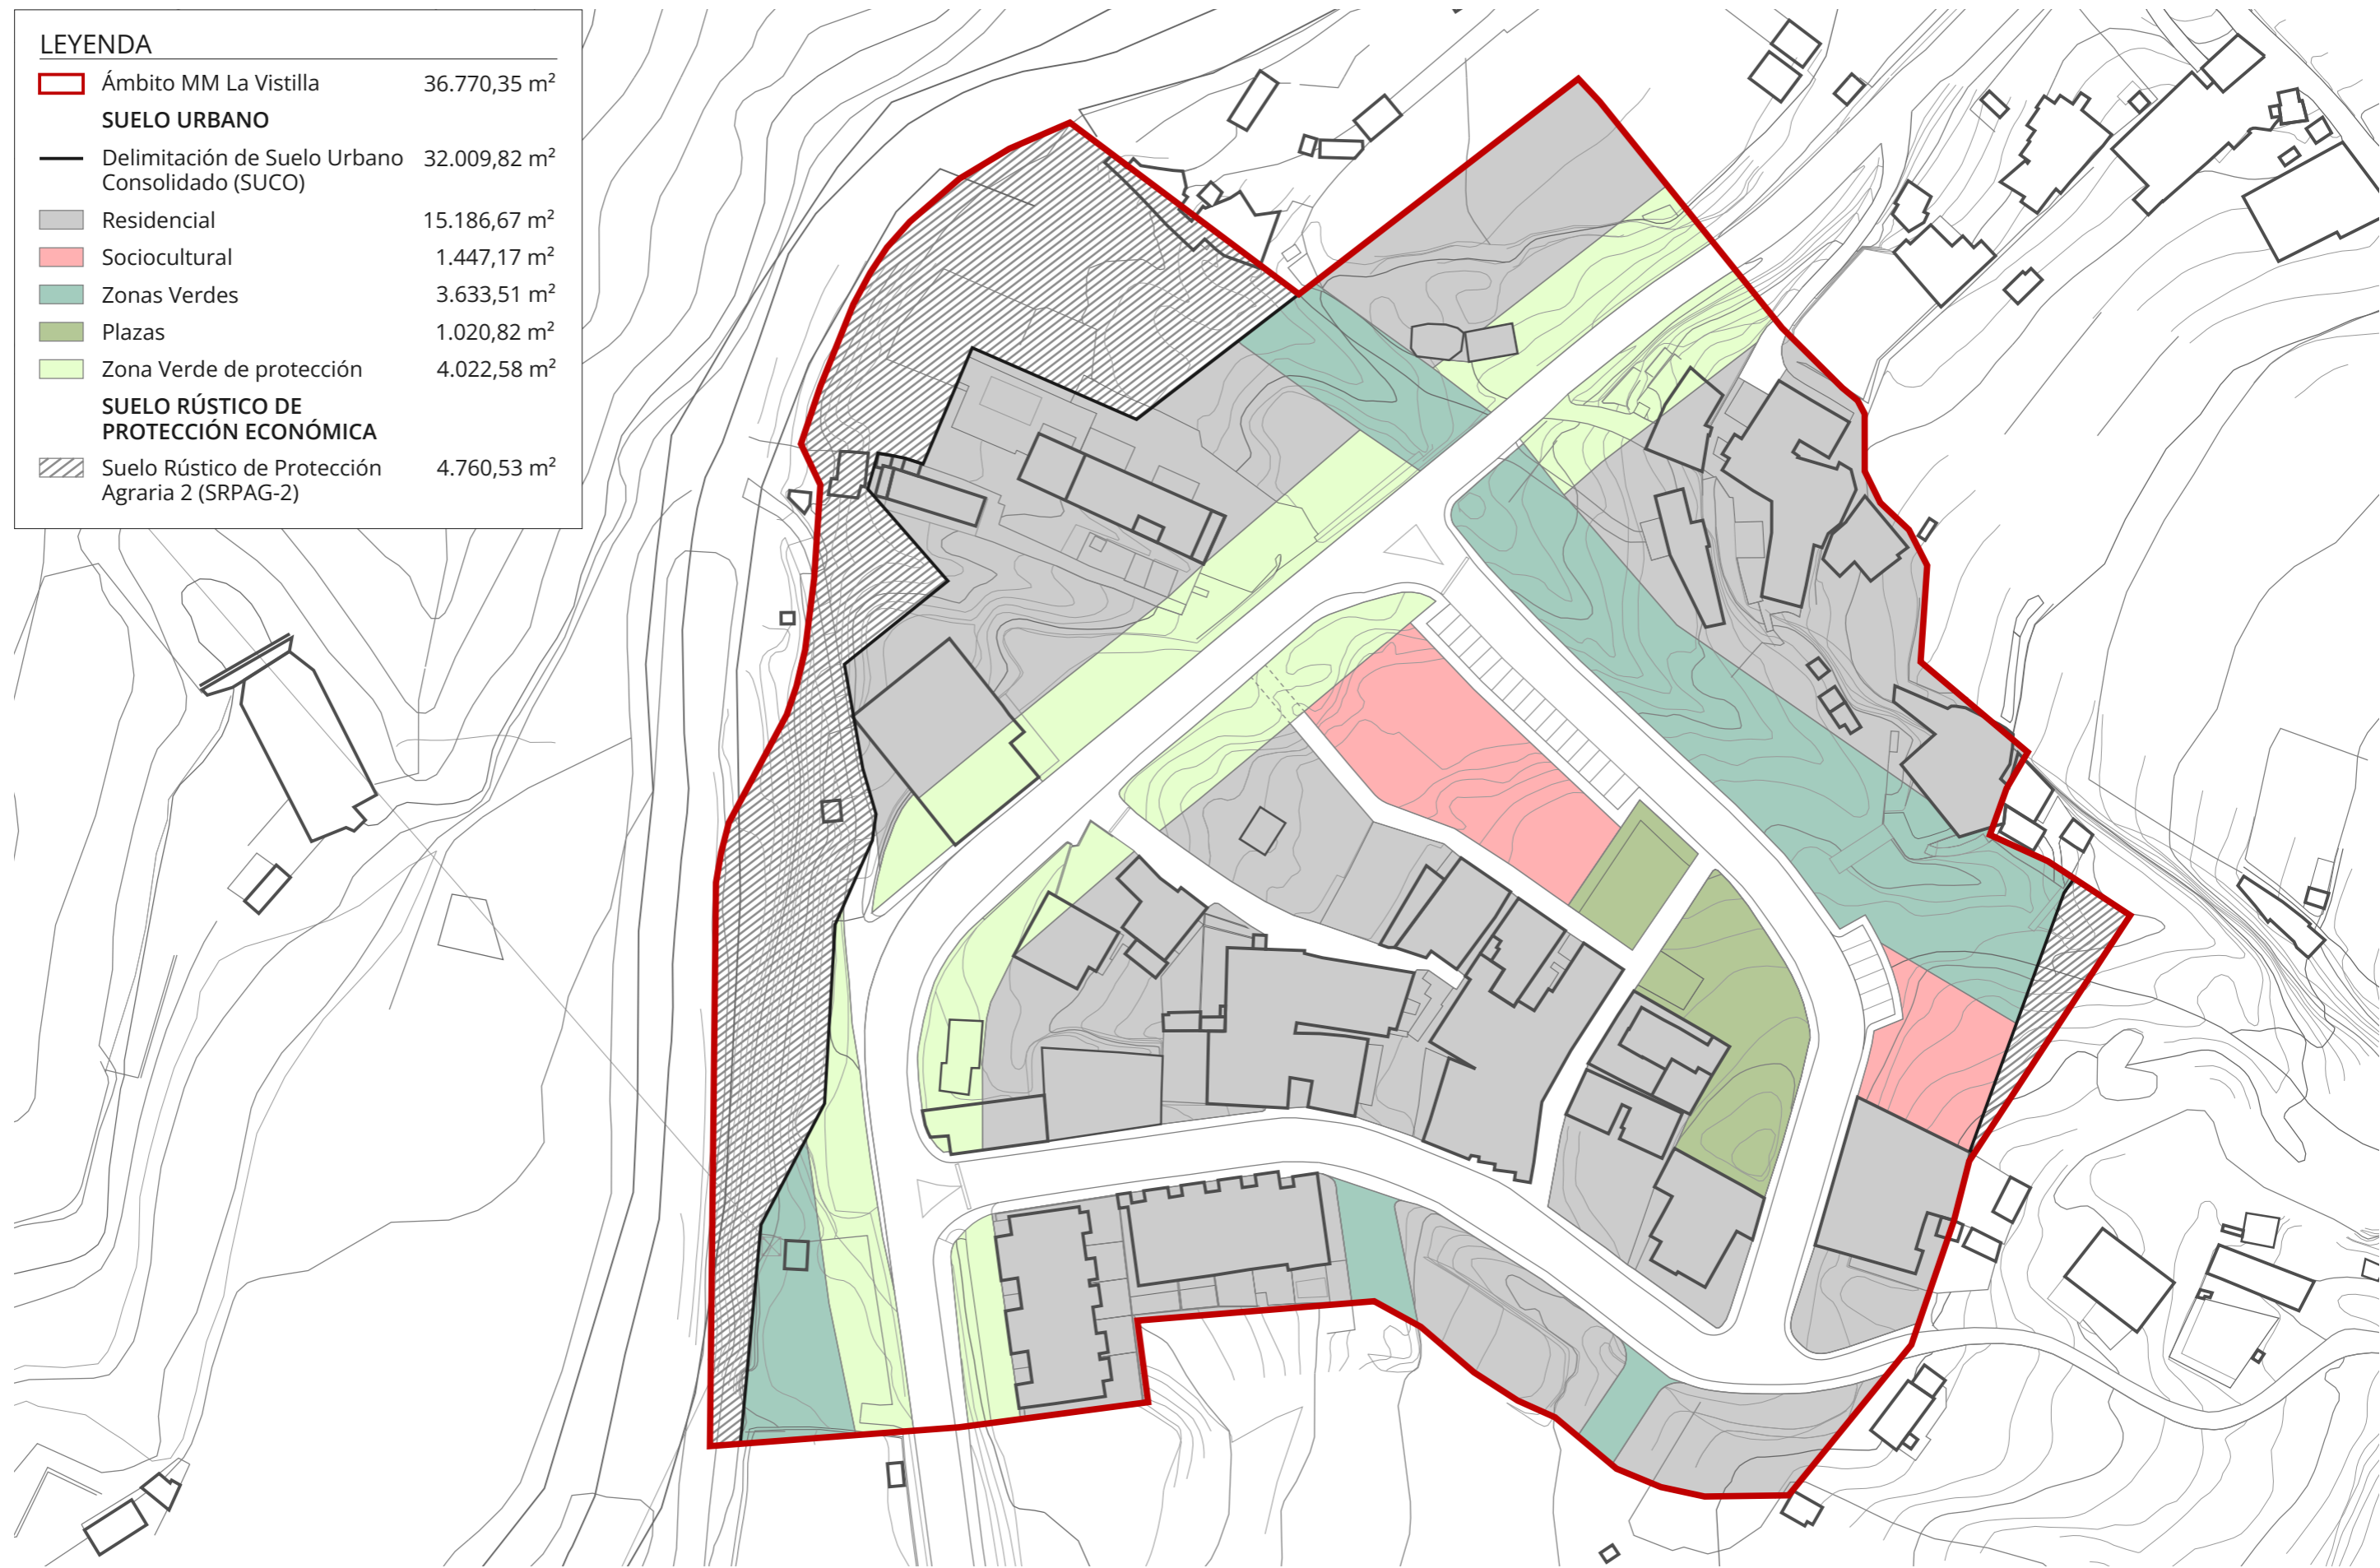 LEYENDA
Ámbito MM La Vistilla 36.770,35 m²
SUELO URBANO
Delimitación de Suelo Urbano 32.009,82 m²
Consolidado (SUCO)
Residencial 15.186,67 m²
Sociocultural 1.447,17 m²
Zonas Verdes 3.633,51 m²
Plazas 1.020,82 m²
Zona Verde de protección 4.022,58 m²
SUELO RÚSTICO DE
PROTECCIÓN ECONÓMICA
Suelo Rústico de Protección 4.760,53 m²
Agraria 2 (SRPAG-2)